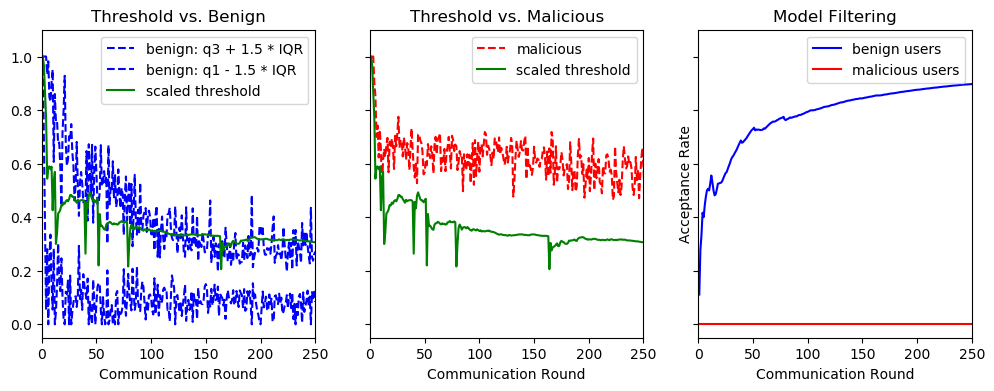 Threshold vs. Benign
benign: q3 + 1.5 * IQR
benign: q1 - 1.5 * IQR
scaled threshold
1.0
0.8
0.6
0.4
0.2
0.0
0 50 100 150 200 250
Communication Round
Threshold vs. Malicious
malicious
scaled threshold
0 50 100 150 200 250
Communication Round
Model Filtering
benign users
malicious users
Acceptance Rate
0 50 100 150 200 250
Communication Round